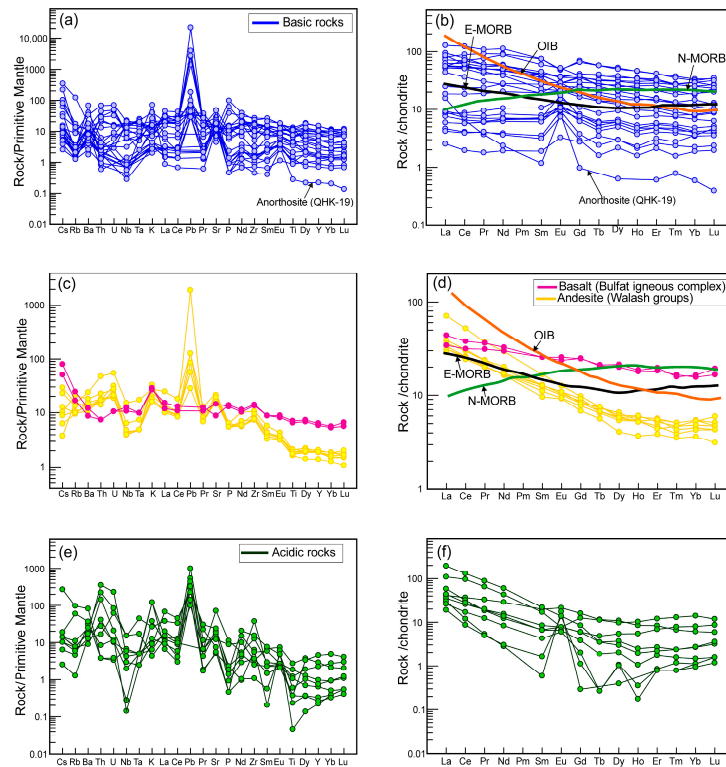 (a)
Basic rocks
Rock/Primitive Mantle
10,000
1000
100
10
1
0.1
0.01
Anorthosite (QHK-19)
Cs Rb Ba Th U Nb Ta K La Ce Pb Pr Sr P Nd Zr Sm Eu Ti Dy Y Yb Lu
(b)
E-MORB
OIB
N-MORB
Rock /chondrite
100
10
1
0.1
Anorthosite (QHK-19)
La Ce Pr Nd Pm Sm Eu Gd Tb Dy Ho Er Tm Yb Lu
(c)
Rock/Primitive Mantle
1000
100
10
1
Cs Rb Ba Th U Nb Ta K La Ce Pb Pr Sr P Nd Zr Sm Eu Ti Dy Y Yb Lu
(d)
Basalt (Bulfat igneous complex)
Andesite (Walash groups)
OIB
E-MORB
N-MORB
Rock /chondrite
100
10
1
La Ce Pr Nd Pm Sm Eu Gd Tb Dy Ho Er Tm Yb Lu
(e)
Acidic rocks
Rock/Primitive Mantle
1000
100
10
1
0.1
0.01
Cs Rb Ba Th U Nb Ta K La Ce Pb Pr Sr P Nd Zr Sm Eu Ti Dy Y Yb Lu
(f)
Rock /chondrite
100
10
1
0.1
0.01
La Ce Pr Nd Pm Sm Eu Gd Tb Dy Ho Er Tm Yb Lu